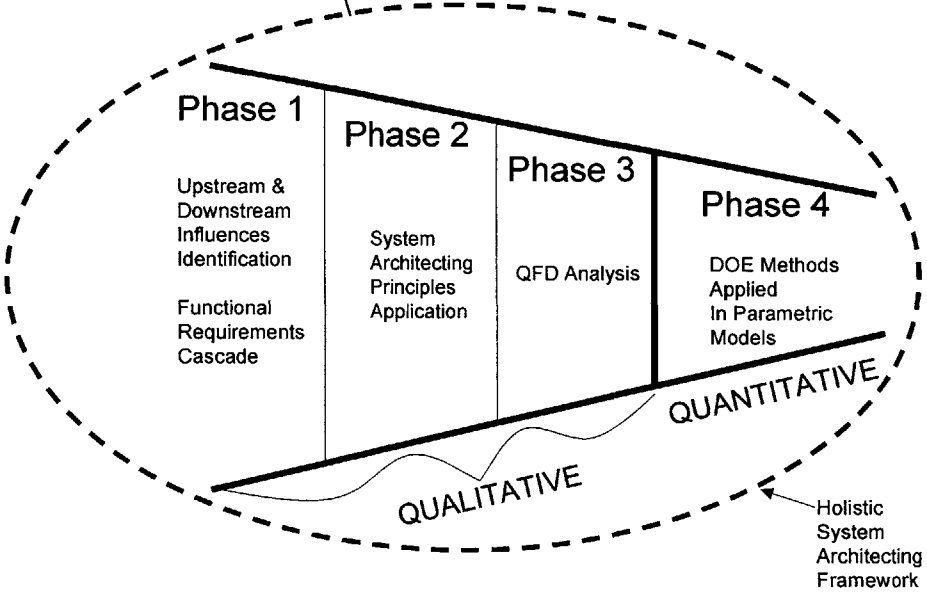 Phase 1
Upstream &
Downstream
Influences
Identification
Functional
Requirements
Cascade
Phase 2
System
Architecting
Principles
Application
Phase 3
QFD Analysis
Phase 4
DOE Methods
Applied
In Parametric
Models
QUALITATIVE
QUANTITATIVE
Holistic
System
Architecting
Framework